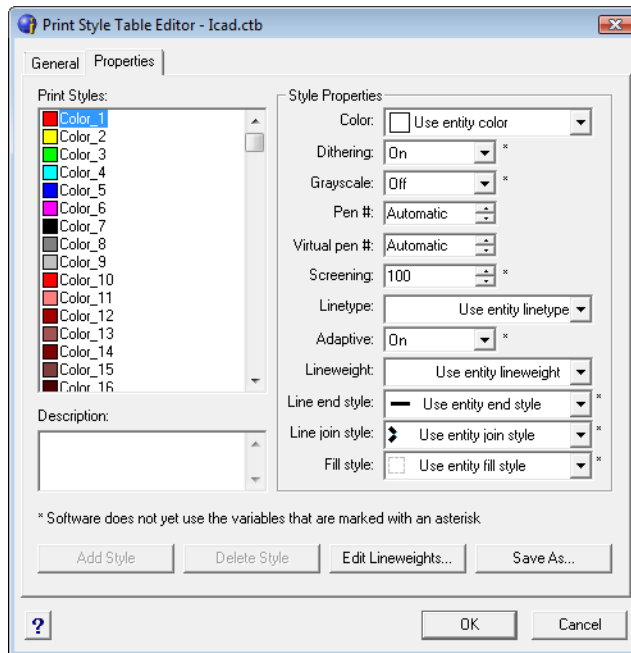 Print Style Table Editor - Icad.ctb
General
Properties
Print Styles:
Color_1
Color_2
Color_3
Color_4
Color_5
Color_6
Color_7
Color_8
Color_9
Color_10
Color_11
Color_12
Color_13
Color_14
Color_15
Color_16
Description:
Style Properties
Color: Use entity color
Dithering: On *
Grayscale: Off *
Pen #: Automatic
Virtual pen #: Automatic
Screening: 100 *
Linetype: Use entity linetype
Adaptive: On *
Lineweight: Use entity lineweight
Line end style: Use entity end style *
Line join style: Use entity join style *
Fill style: Use entity fill style *
* Software does not yet use the variables that are marked with an asterisk
Add Style
Delete Style
Edit Lineweights...
Save As...
?
OK
Cancel